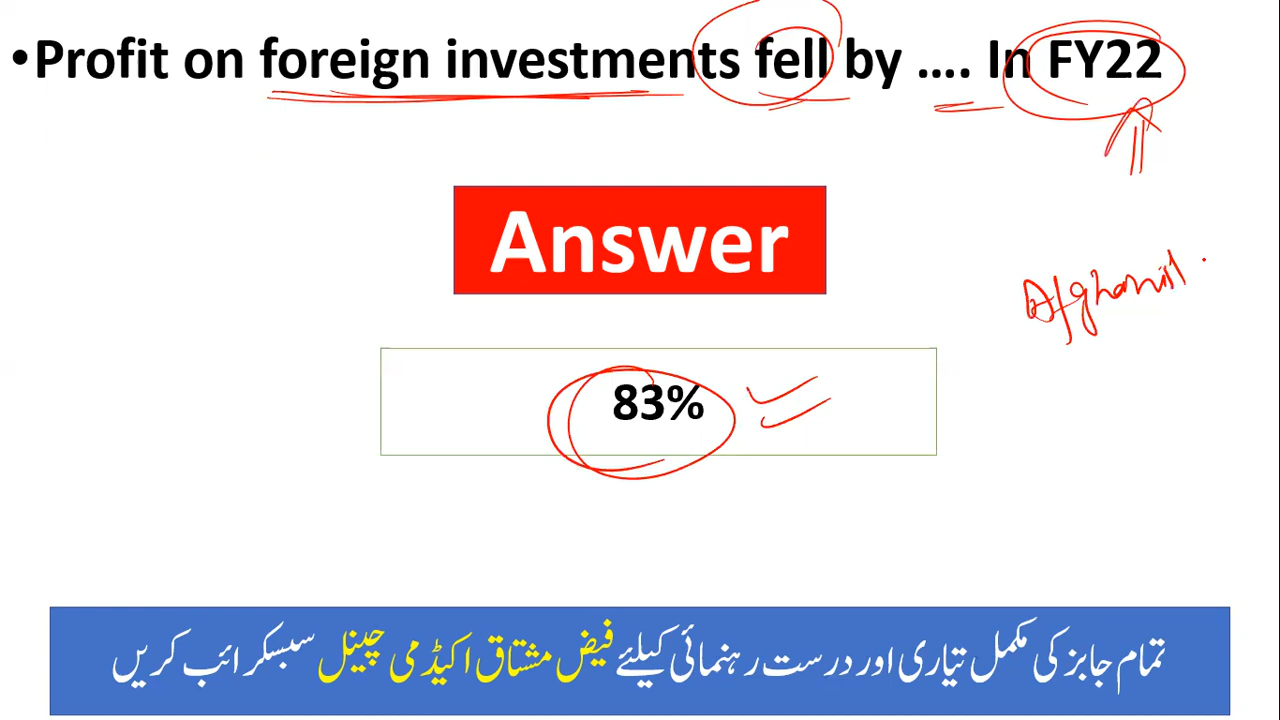 •Profit on foreign investments fell by .... In FY22
Answer
Afghanist
83%
تمام جابز کی مکمل تیاری اور درست رہنمائی کیلئے فیض مشتاق اکیڈمی چینل سبسکرائب کریں